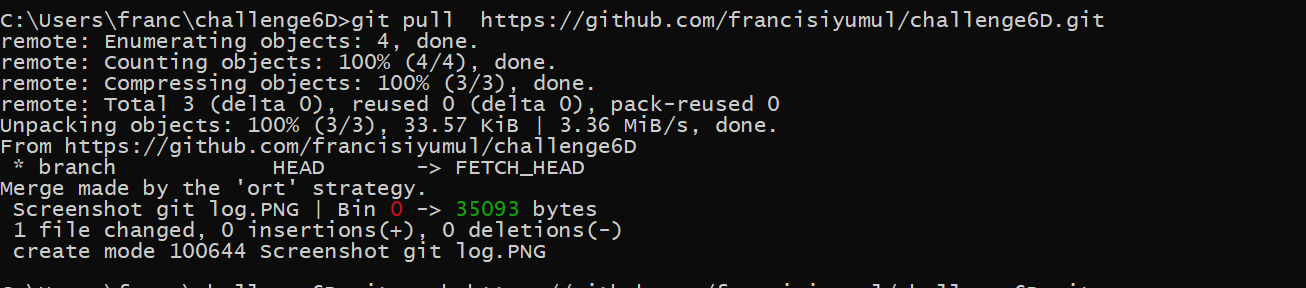 C:\Users\franc\challenge6D>git pull  https://github.com/francisiyumul/challenge6D.git
remote: Enumerating objects: 4, done.
remote: Counting objects: 100% (4/4), done.
remote: Compressing objects: 100% (3/3), done.
remote: Total 3 (delta 0), reused 0 (delta 0), pack-reused 0
Unpacking objects: 100% (3/3), 33.57 KiB | 3.36 MiB/s, done.
From https://github.com/francisiyumul/challenge6D
 * branch            HEAD       -> FETCH_HEAD
Merge made by the 'ort' strategy.
 Screenshot git log.PNG | Bin 0 -> 35093 bytes
 1 file changed, 0 insertions(+), 0 deletions(-)
 create mode 100644 Screenshot git log.PNG